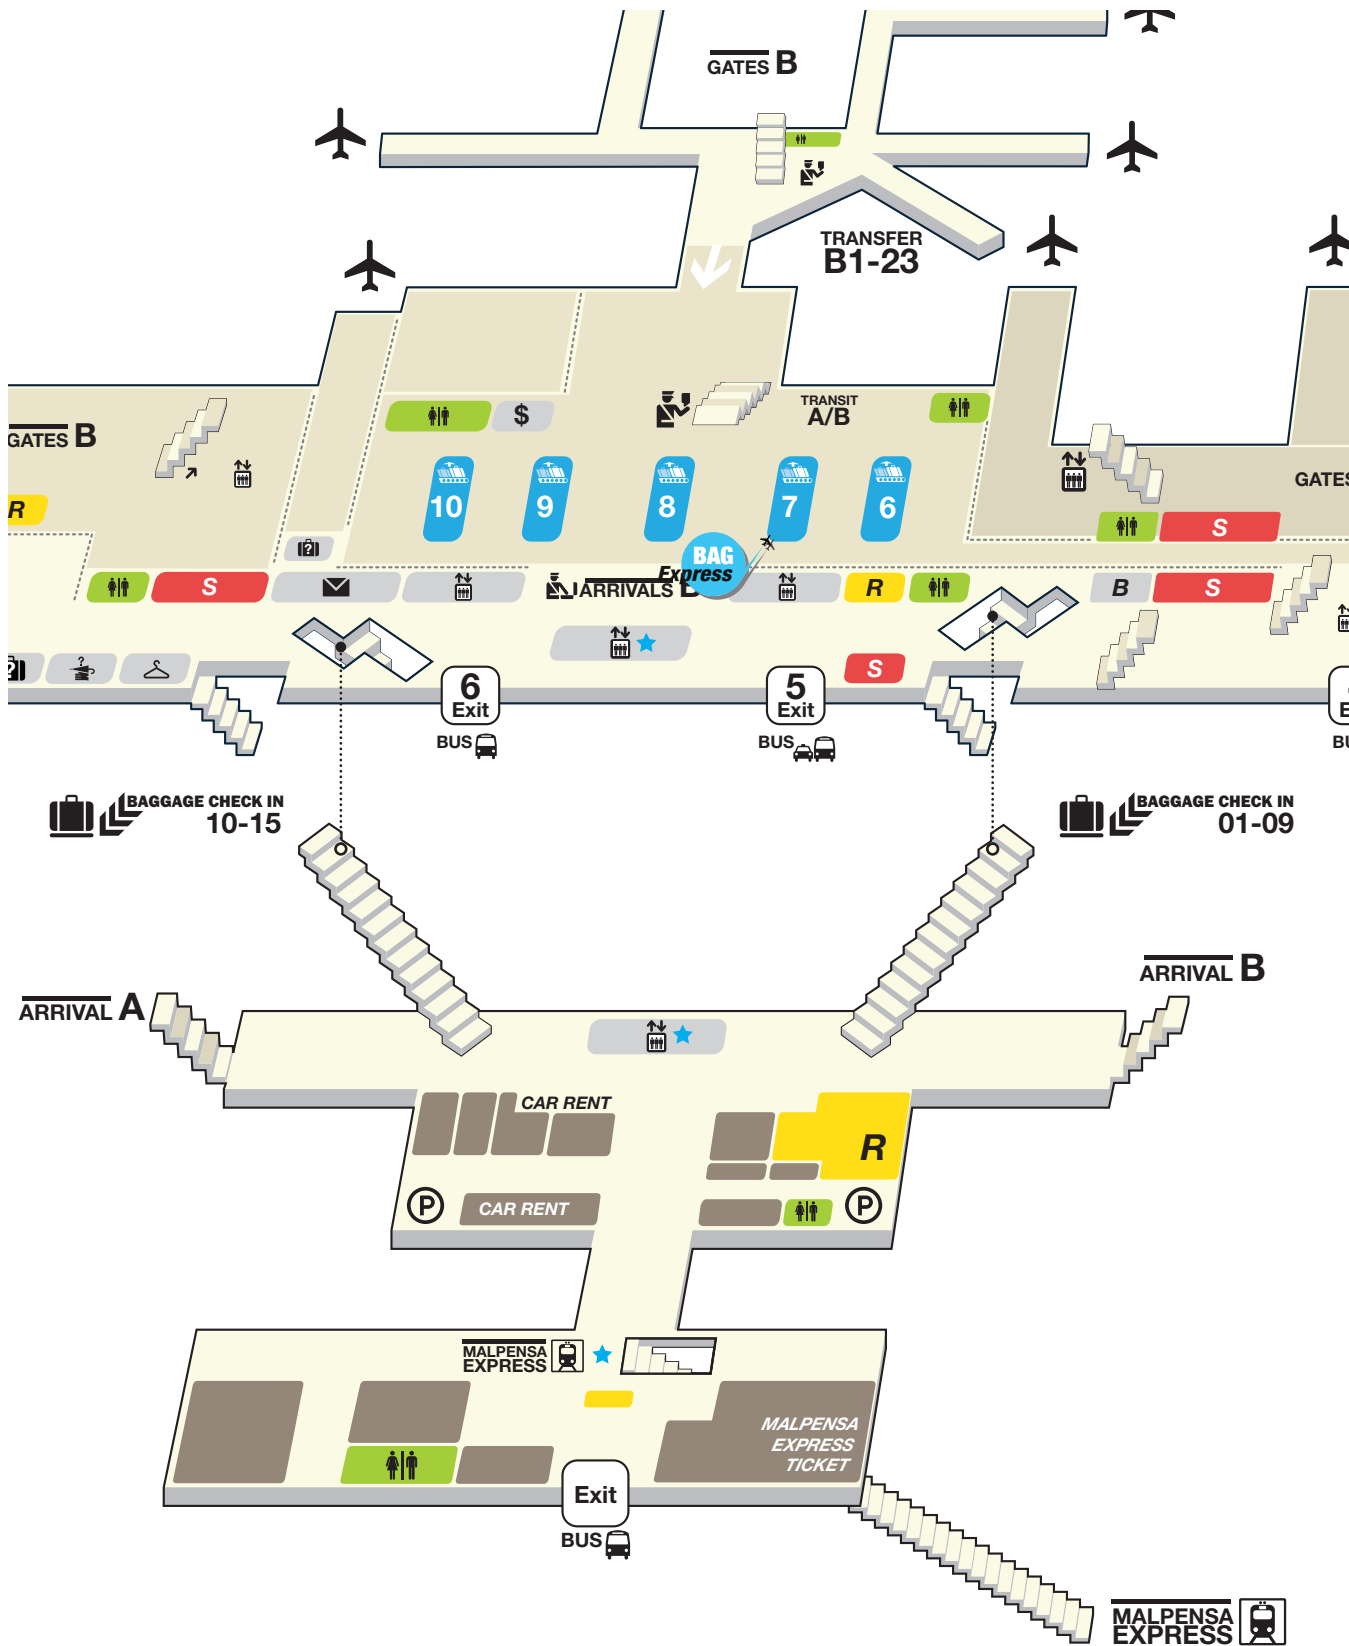 GATES B
TRANSFER
B1-23
TRANSIT
A/B
GATES B
$
R
10
9
8
7
6
GATES
S
BAG
Express
S
ARRIVALS
R
B
S
S
6
Exit
5
Exit
BUS
BUS
BAGGAGE CHECK IN
10-15
BAGGAGE CHECK IN
01-09
ARRIVAL A
ARRIVAL B
CAR RENT
R
P
CAR RENT
P
MALPENSA
EXPRESS
MALPENSA
EXPRESS
TICKET
Exit
BUS
MALPENSA
EXPRESS